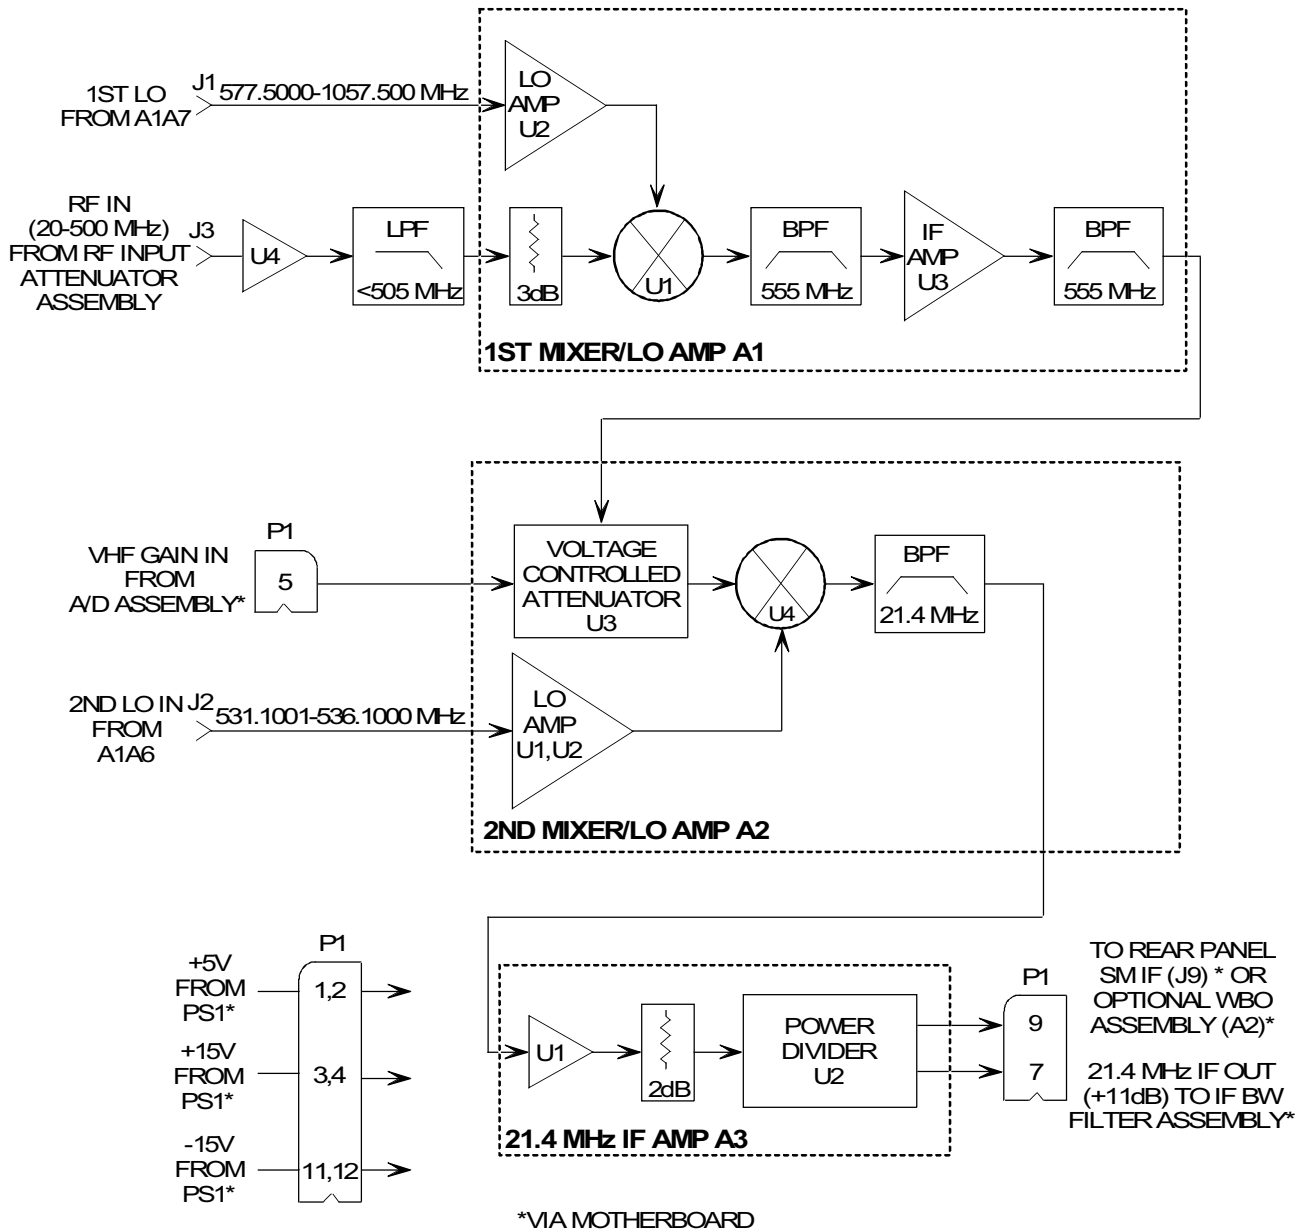 1ST LO
FROM A1A7
J1
577.5000-1057.500 MHz
LO
AMP
U2
RF IN
(20-500 MHz)
FROM RF INPUT
ATTENUATOR
ASSEMBLY
J3
U4
LPF
<505 MHz
3dB
U1
BPF
555 MHz
IF
AMP
U3
BPF
555 MHz
1ST MIXER/LO AMP A1
VHF GAIN IN
FROM
A/D ASSEMBLY*
P1
5
VOLTAGE
CONTROLLED
ATTENUATOR
U3
U4
BPF
21.4 MHz
2ND LO IN
FROM
A1A6
J2
531.1001-536.1000 MHz
LO
AMP
U1,U2
2ND MIXER/LO AMP A2
+5V
FROM
PS1*
+15V
FROM
PS1*
-15V
FROM
PS1*
P1
1,2
3,4
11,12
U1
2dB
POWER
DIVIDER
U2
21.4 MHz IF AMP A3
P1
9
7
TO REAR PANEL
SM IF (J9) * OR
OPTIONAL WBO
ASSEMBLY (A2)*
21.4 MHz IF OUT
(+11dB) TO IF BW
FILTER ASSEMBLY*
*VIA MOTHERBOARD